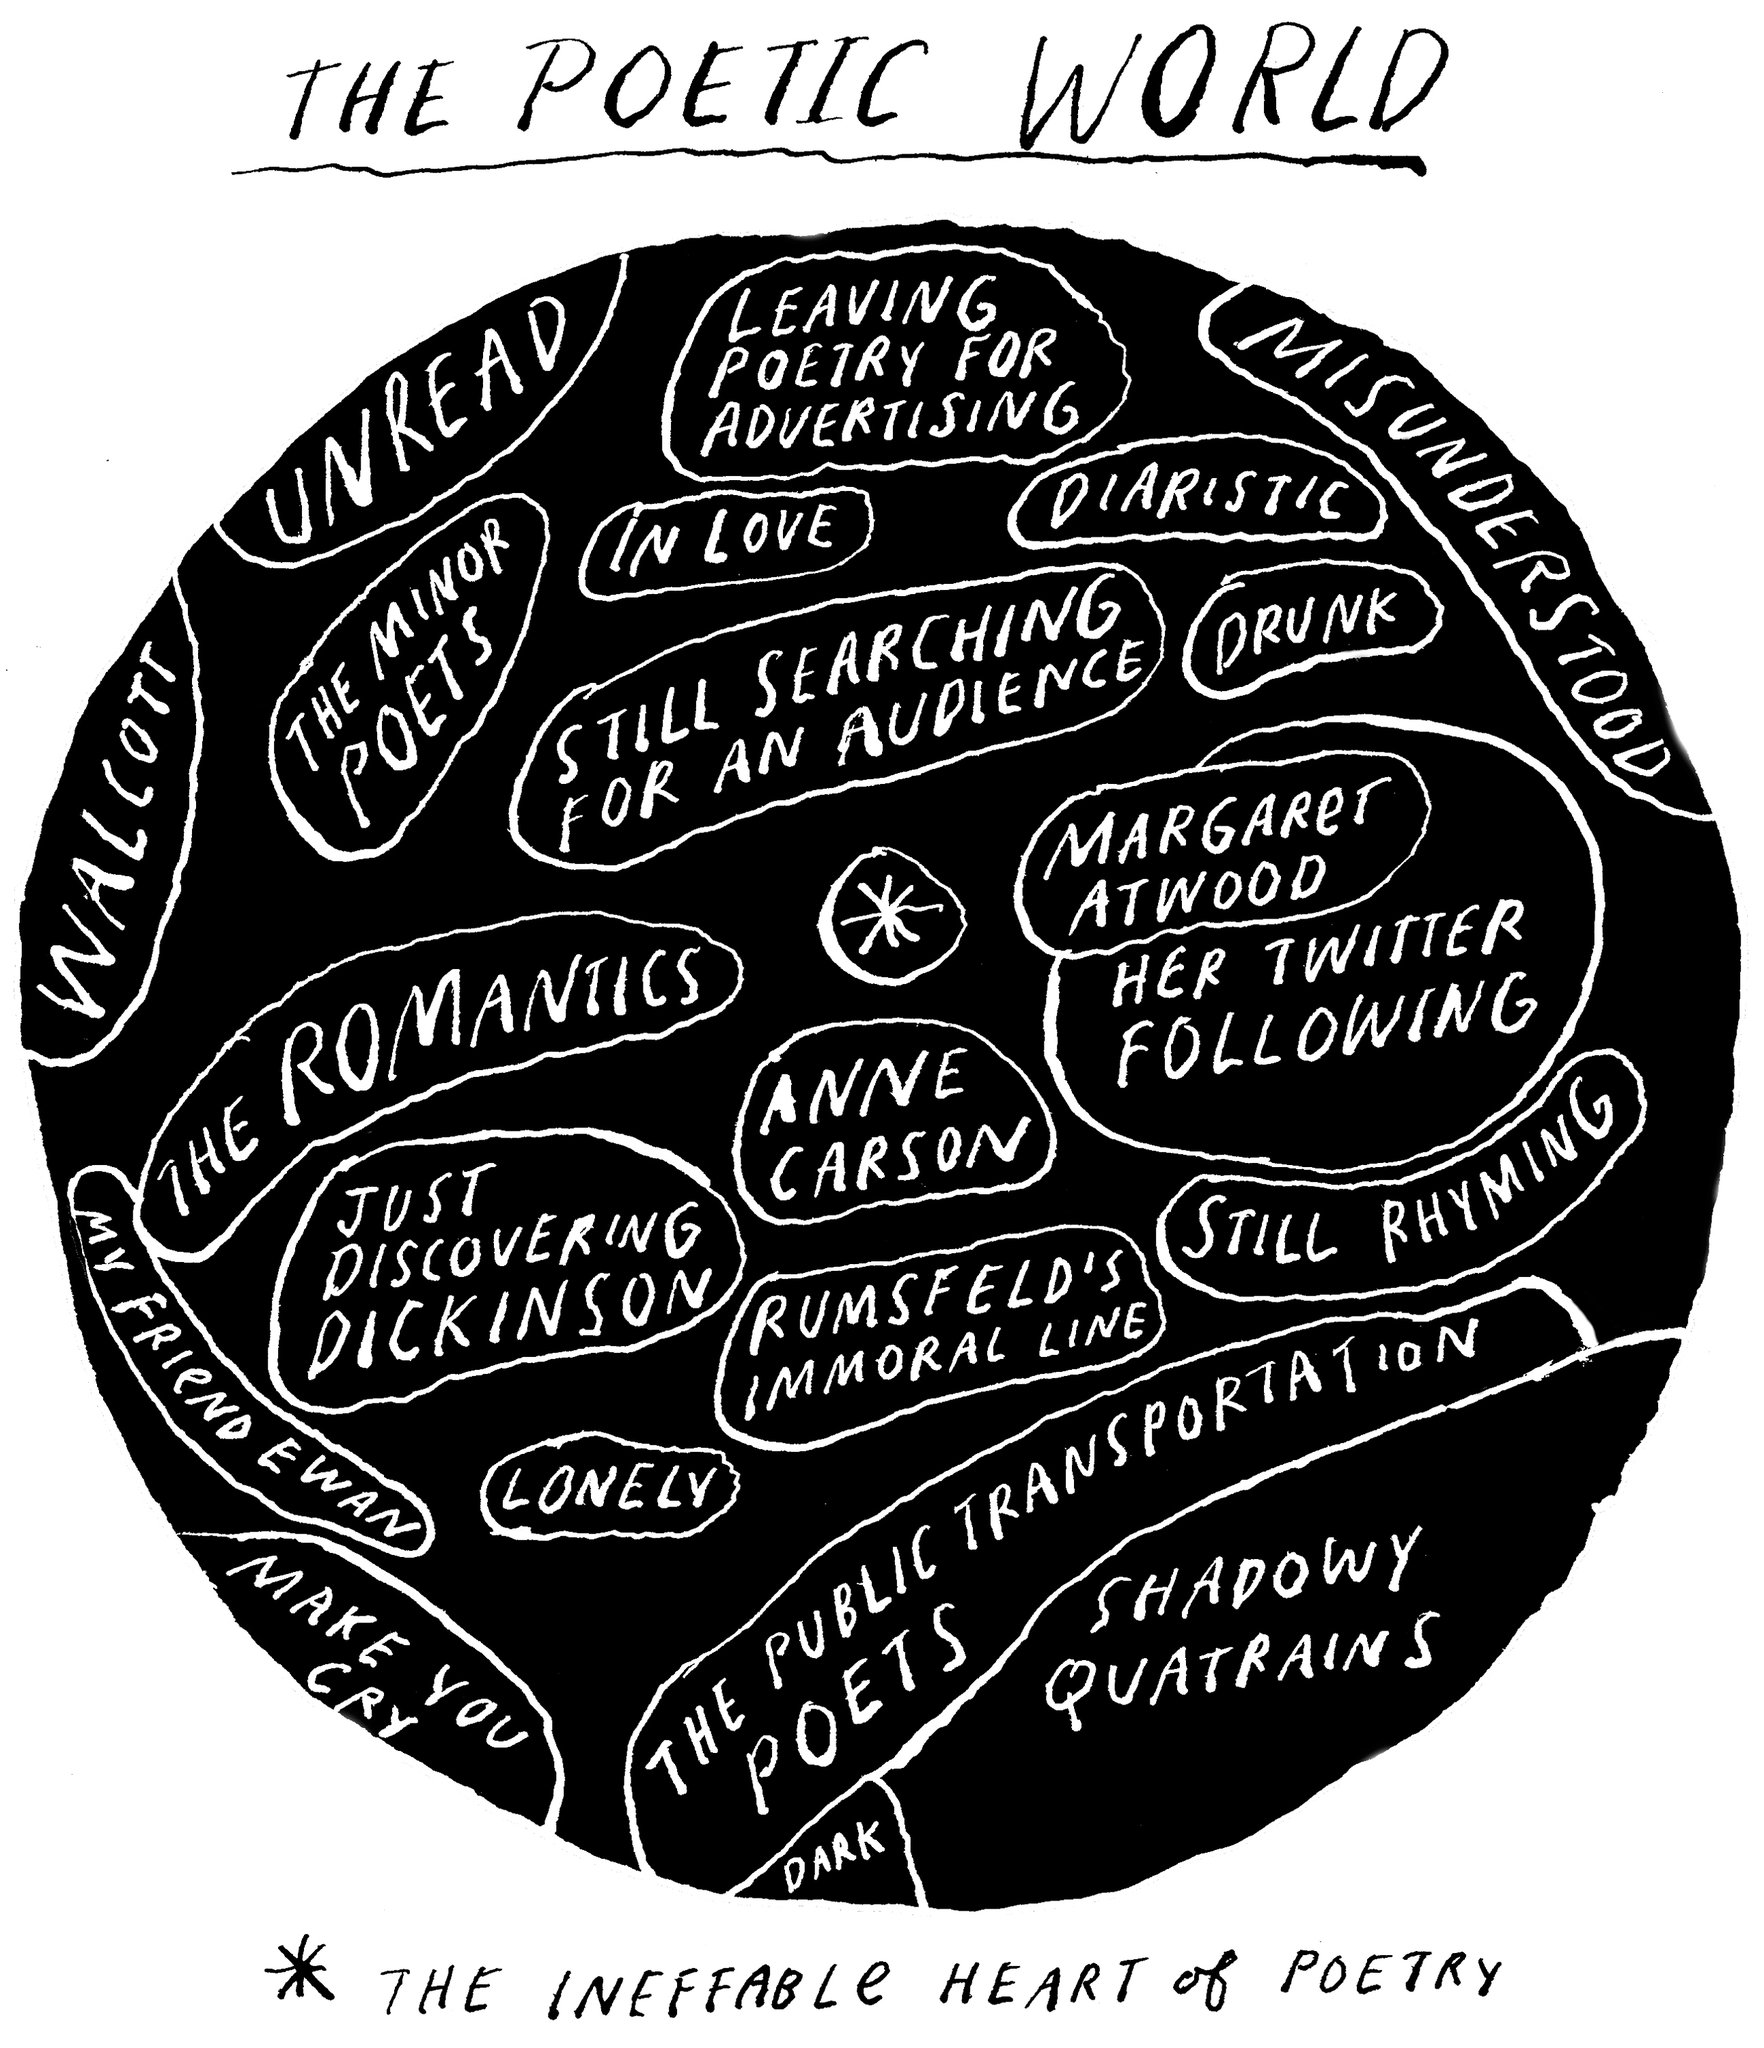 THE POETIC WORLD
UNREAD
LEAVING
POETRY FOR
ADVERTISING
MISUNDERSTOOD
DIARISTIC
IN LOVE
THE MINOR
POETS
STILL SEARCHING
FOR AN AUDIENCE
DRUNK
WALCOTT
MARGARET
ATWOOD
HER TWITTER
FOLLOWING
*
THE ROMANTICS
ANNE
CARSON
STILL RHYMING
JUST
DISCOVERING
DICKINSON
MY FRIEND EWAN
RUMSFELD'S
IMMORAL LINE
LONELY
THE PUBLIC TRANSPORTATION
POETS
SHADOWY
QUATRAINS
MAKE YOU
CRY
DARK
* THE INEFFABLE HEART of POETRY